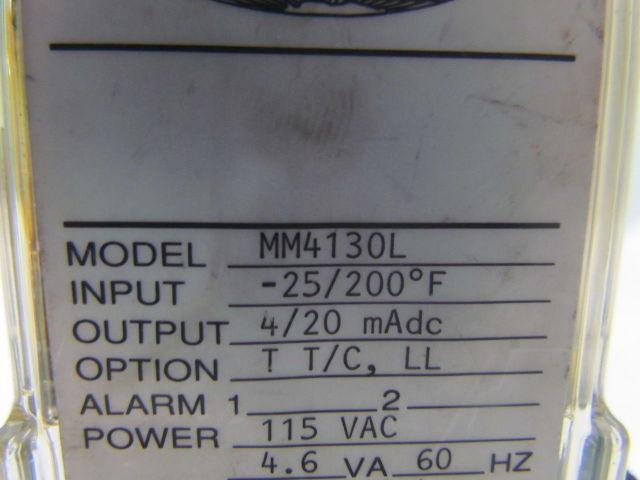 MODEL MM4130L
INPUT -25/200°F
OUTPUT 4/20 mAdc
OPTION T T/C, LL
ALARM 1 2
POWER 115 VAC
4.6 VA 60 HZ